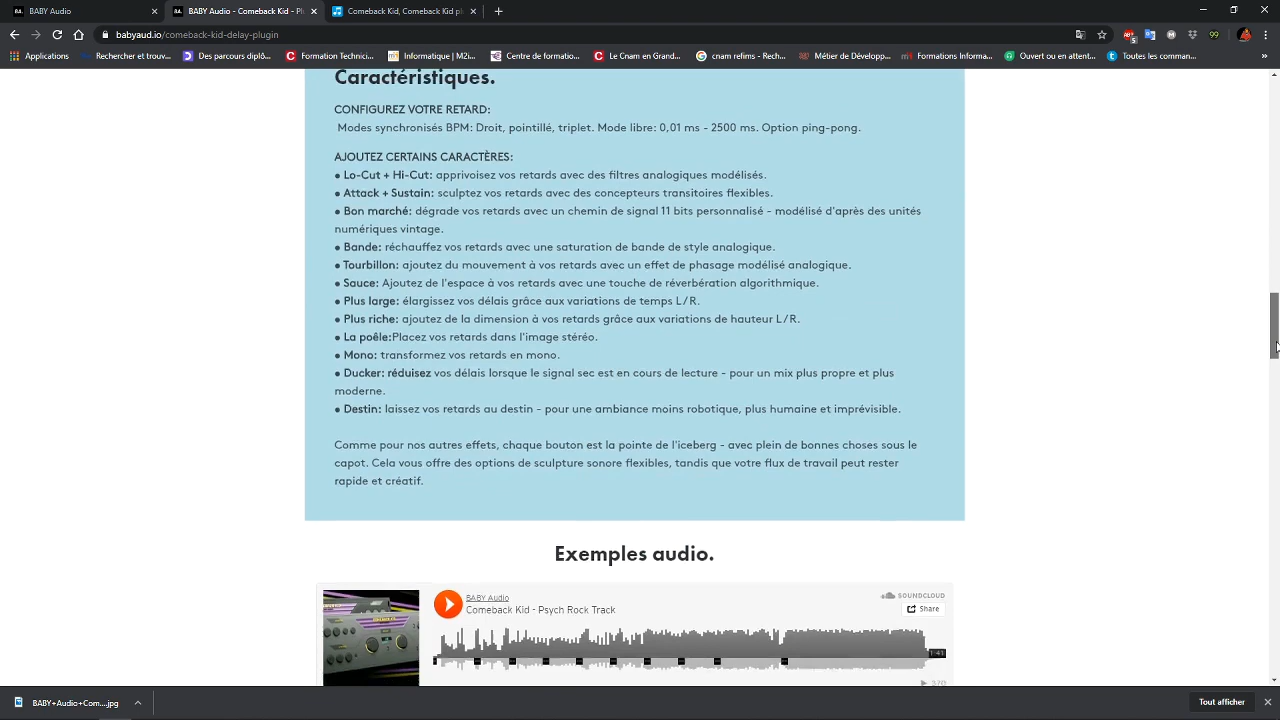 BABY Audio
Baby Audio - Comeback Kid - Pl
Comeback Kid pl
babyaud.io/comeback-kid-delay-plugin
99
Applications
Rechercher et trouv...
Des parcours diplô...
Formations Techni...
Informatique | M2i...
Centre de formatio...
Le Cnam en Grand...
cnam refims - Rech...
Métier de Dévelop...
Formations Informa...
Ouvert ou en attent...
Toutes les comman...
Caractéristiques.
CONFIGUREZ VOTRE RETARD:
Modes synchronisés BPM: Droit, pointillé, triplet. Mode libre: 0,01 ms - 2500 ms. Option ping-pong.
AJOUTEZ CERTAINS CARACTÈRES:
● Lo-Cut + Hi-Cut: apprivoisez vos retards avec des filtres analogiques modélisés.
● Attack + Sustain: sculptez vos retards avec des concepteurs transitoires flexibles.
● Bon marché: dégrade vos retards avec un chemin de signal 11 bits personnalisé - modélisé d'après des unités
numériques vintage.
● Bande: réchauffez vos retards avec une saturation de bande de style analogique.
● Tourbillon: ajoutez du mouvement à vos retards avec un effet de phasage modélisé analogique.
● Sauce: Ajoutez de l'espace à vos retards avec une touche de réverbération algorithmique.
● Plus large: élargissez vos délais grâce aux variations de temps L / R.
● Plus riche: ajoutez de la dimension à vos retards grâce aux variations de hauteur L / R.
● La poêle:Placez vos retards dans l'image stéréo.
● Mono: transformez vos retards en mono.
● Ducker: réduisez vos délais lorsque le signal sec est en cours de lecture - pour un mix plus propre et plus
moderne.
● Destin: laissez vos retards au destin - pour une ambiance moins robotique, plus humaine et imprévisible.
Comme pour nos autres effets, chaque bouton est la pointe de l'iceberg - avec plein de bonnes choses sous le
capot. Cela vous offre des options de sculpture sonore flexibles, tandis que votre flux de travail peut rester
rapide et créatif.
Exemples audio.
BABY Audio
Comeback Kid - Psych Rock Track
SOUNDCLOUD
Share
1:41
370
BABY+Audio+Com....jpg
Tout afficher